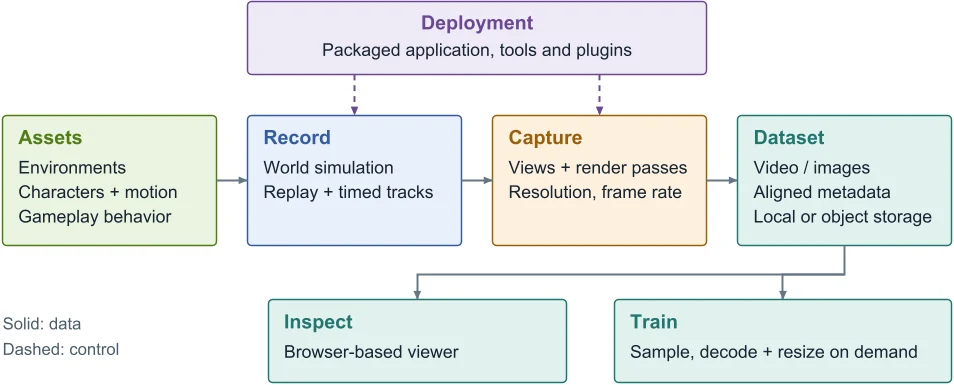 Deployment
Packaged application, tools and plugins
Assets
Environments
Characters + motion
Gameplay behavior
Record
World simulation
Replay + timed tracks
Capture
Views + render passes
Resolution, frame rate
Dataset
Video / images
Aligned metadata
Local or object storage
Inspect
Browser-based viewer
Train
Sample, decode + resize on demand
Solid: data
Dashed: control